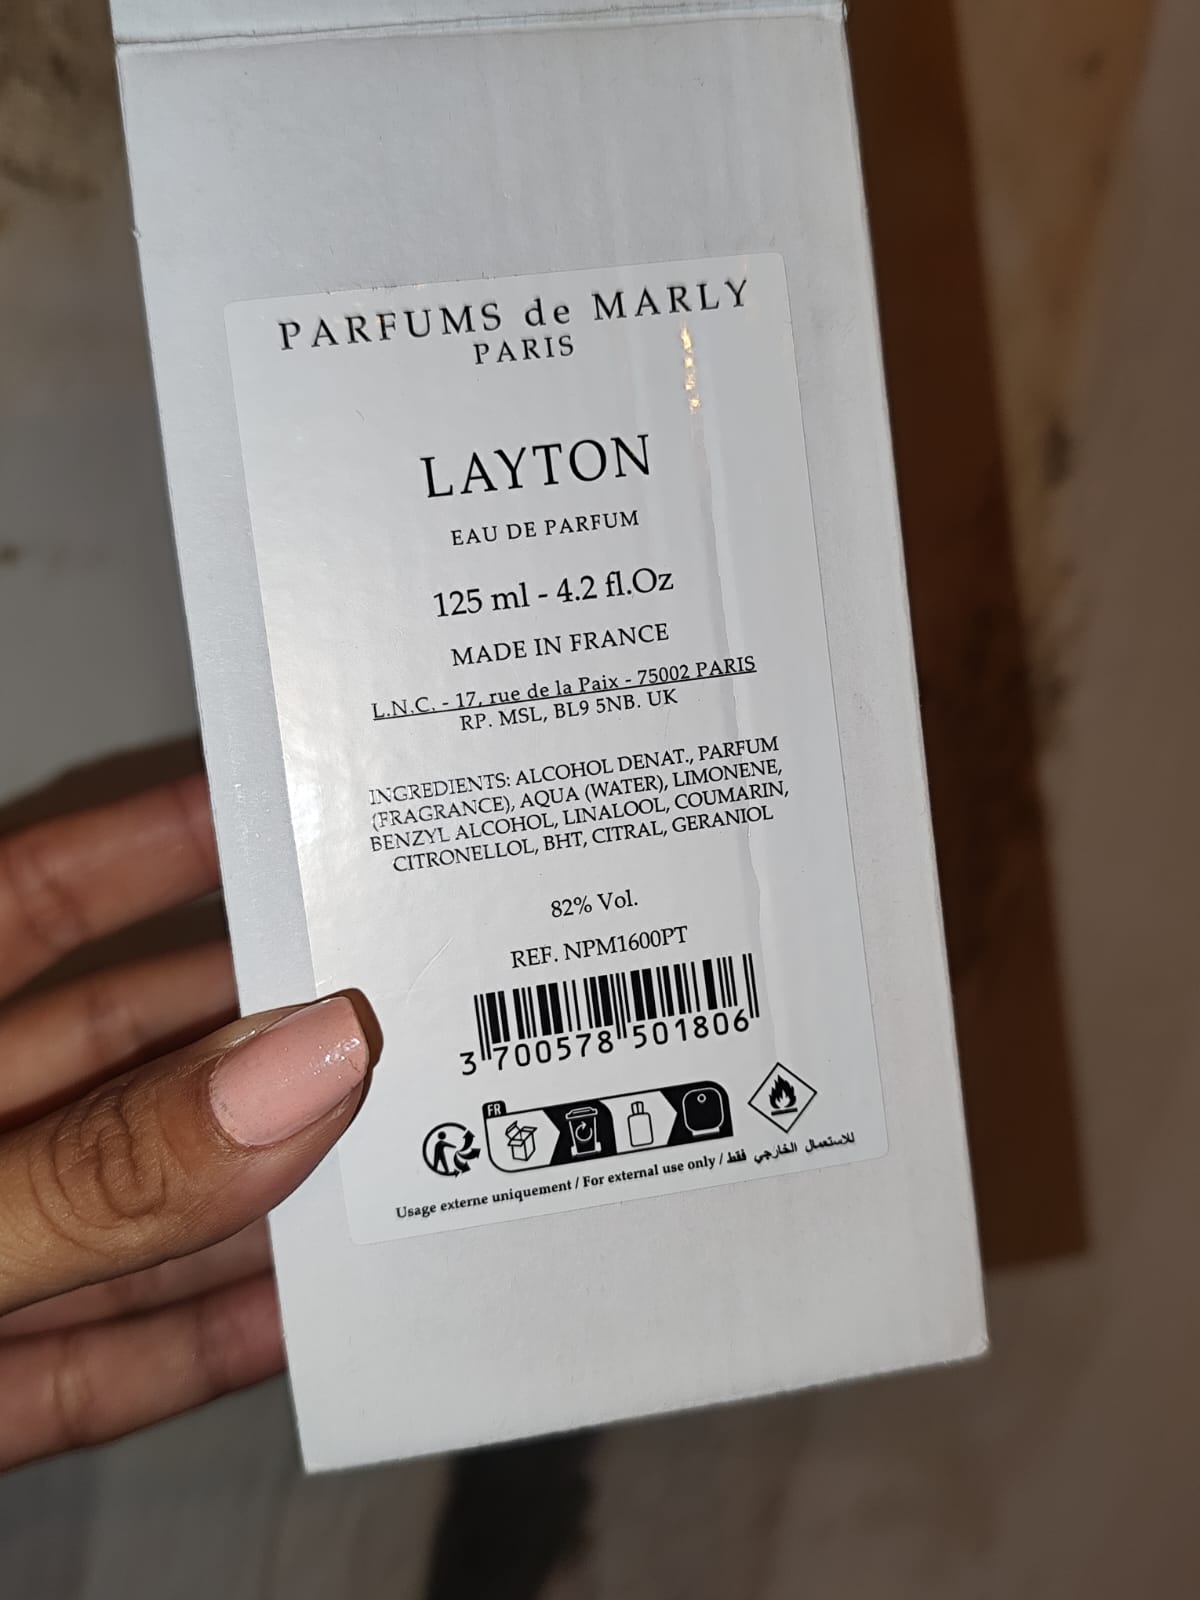 PARFUMS de MARLY
PARIS
LAYTON
EAU DE PARFUM
125 ml - 4.2 fl.Oz
MADE IN FRANCE
L.N.C. - 17, rue de la Paix - 75002 PARIS
RP. MSL, BL9 5NB. UK
INGREDIENTS: ALCOHOL DENAT., PARFUM
(FRAGRANCE), AQUA (WATER), LIMONENE,
BENZYL ALCOHOL, LINALOOL, COUMARIN,
CITRONELLOL, BHT, CITRAL, GERANIOL
82% Vol.
REF. NPM1600PT
3 700578 501806
FR
Usage externe uniquement / For external use only / للاستعمال الخارجي فقط